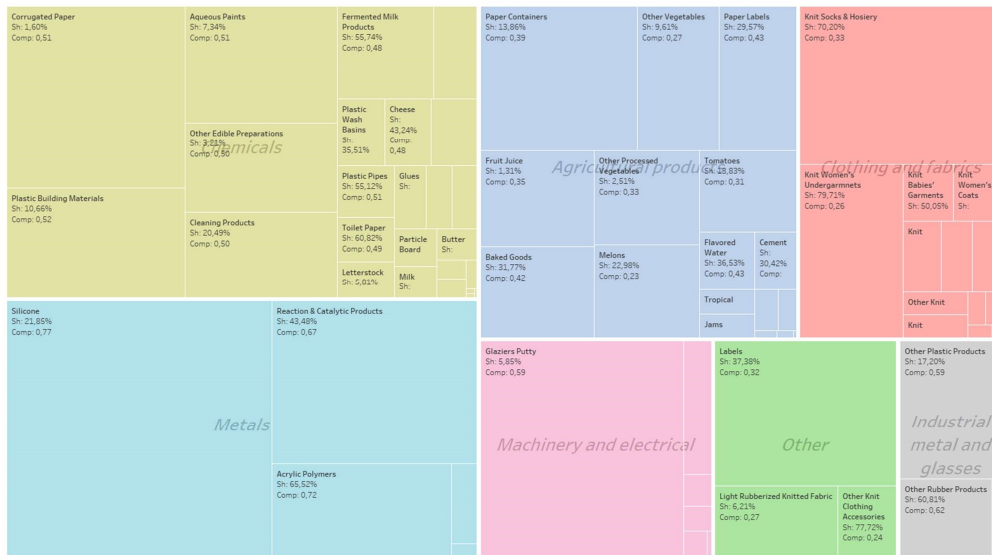 Corrugated Paper
Sh: 1,60%
Comp: 0,51
Aqueous Paints
Sh: 7,34%
Comp: 0,51
Fermented Milk
Products
Sh: 55,74%
Comp: 0,48
Plastic
Wash
Basins
Sh:
35,51%
Cheese
Sh:
43,24%
Comp:
0,48
Other Edible Preparations
Sh: 3,21%
Comp: 0,50
Chemicals
Plastic Pipes
Sh: 55,12%
Comp: 0,51
Glues
Sh:
Plastic Building Materials
Sh: 10,66%
Comp: 0,52
Cleaning Products
Sh: 20,49%
Comp: 0,50
Toilet Paper
Sh: 60,82%
Comp: 0,49
Particle
Board
Butter
Sh:
Letterstock
Sh: 5,81%
Milk
Sh:
Paper Containers
Sh: 13,86%
Comp: 0,39
Other Vegetables
Sh: 9,61%
Comp: 0,27
Paper Labels
Sh: 29,57%
Comp: 0,43
Fruit Juice
Sh: 1,31%
Comp: 0,35
Other Processed
Vegetables
Sh: 2,51%
Comp: 0,33
Tomatoes
Sh: 18,83%
Comp: 0,31
Agricultural products
Baked Goods
Sh: 31,77%
Comp: 0,42
Melons
Sh: 22,98%
Comp: 0,23
Flavored
Water
Sh: 36,53%
Comp: 0,43
Cement
Sh:
30,42%
Comp:
Tropical
Jams
Knit Socks & Hosiery
Sh: 70,20%
Comp: 0,33
Clothing and fabrics
Knit Women's
Undergarmnets
Sh: 79,71%
Comp: 0,26
Knit
Babies'
Garments
Sh: 50,05%
Knit
Women's
Coats
Sh:
Knit
Other Knit
Knit
Silicone
Sh: 21,85%
Comp: 0,77
Reaction & Catalytic Products
Sh: 43,48%
Comp: 0,67
Metals
Acrylic Polymers
Sh: 65,52%
Comp: 0,72
Glaziers Putty
Sh: 5,85%
Comp: 0,59
Machinery and electrical
Labels
Sh: 37,38%
Comp: 0,32
Other
Light Rubberized Knitted Fabric
Sh: 6,21%
Comp: 0,27
Other Knit
Clothing
Accessories
Sh: 77,72%
Comp: 0,24
Other Plastic Products
Sh: 17,20%
Comp: 0,59
Industrial
metal and
glasses
Other Rubber Products
Sh: 60,81%
Comp: 0,62